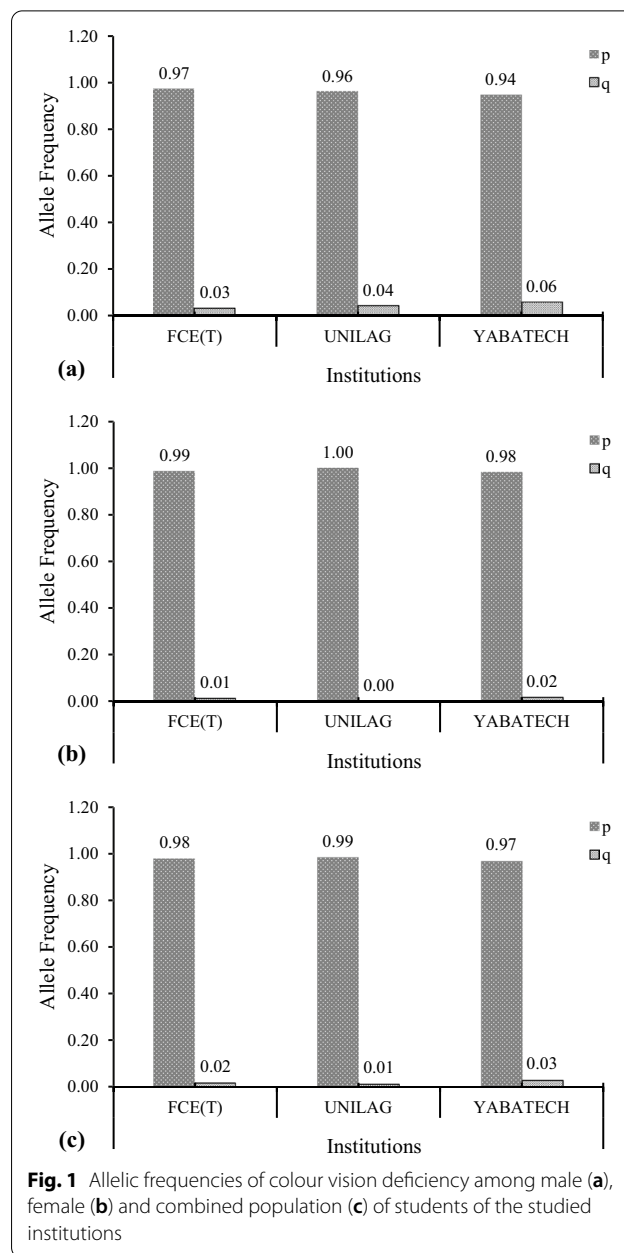 1.20
1.00
0.80
0.60
0.40
0.20
0.00
Allele Frequency
0.97
0.03
0.96
0.04
0.94
0.06
p
q
FCE(T) UNILAG YABATECH
(a)
Institutions
1.20
1.00
0.80
0.60
0.40
0.20
0.00
Allele Frequency
0.99
0.01
1.00
0.00
0.98
0.02
p
q
FCE(T) UNILAG YABATECH
(b)
Institutions
1.20
1.00
0.80
0.60
0.40
0.20
0.00
Allele Frequency
0.98
0.02
0.99
0.01
0.97
0.03
p
q
FCE(T) UNILAG YABATECH
(c)
Institutions
Fig. 1 Allelic frequencies of colour vision deficiency among male (a),
female (b) and combined population (c) of students of the studied
institutions